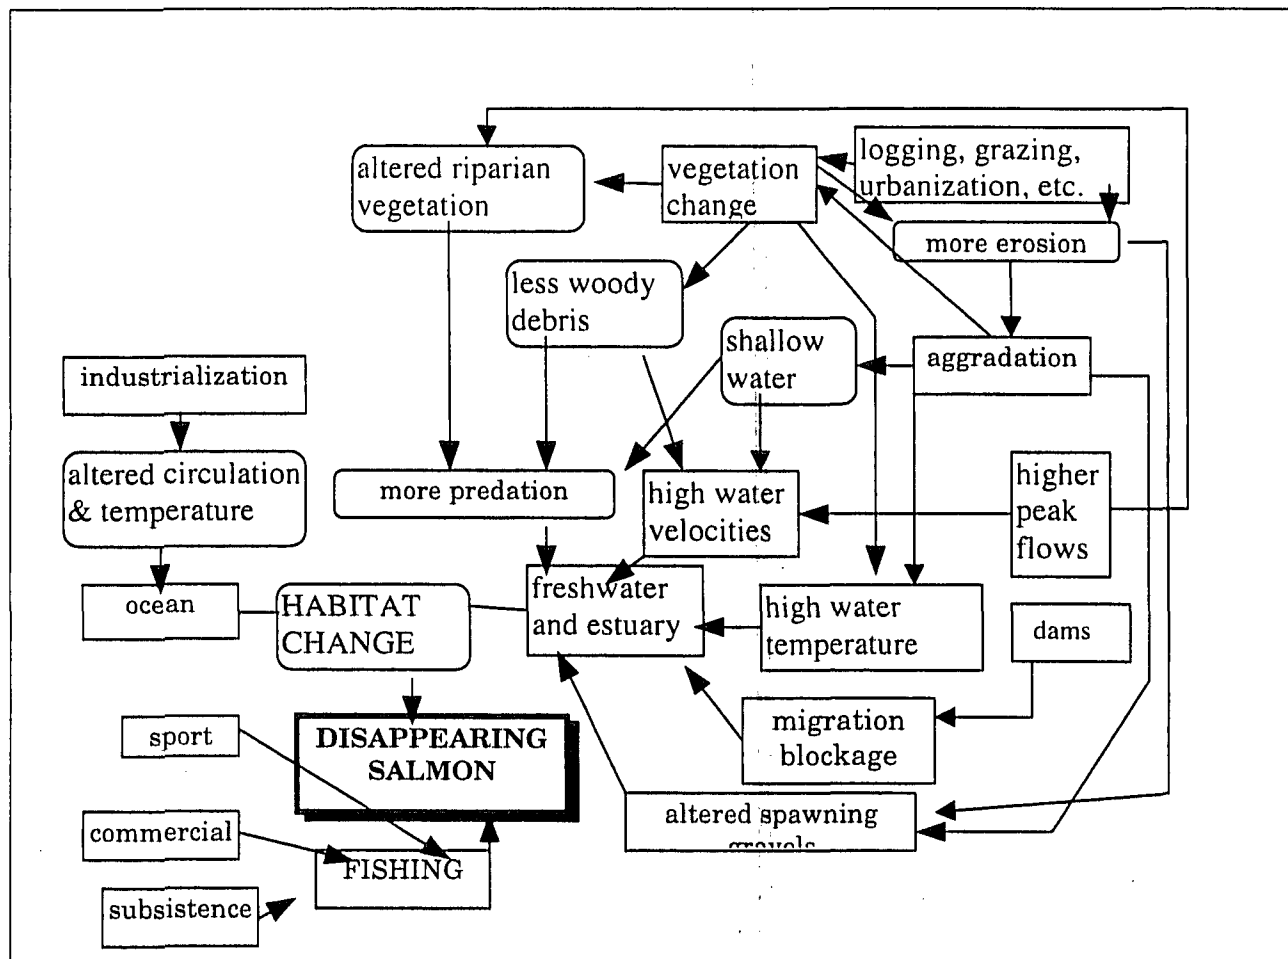 altered riparian
vegetation
vegetation
change
logging, grazing,
urbanization, etc.
more erosion
less woody
debris
shallow
water
aggradation
industrialization
altered circulation
& temperature
more predation
high water
velocities
higher
peak
flows
ocean
HABITAT
CHANGE
freshwater
and estuary
high water
temperature
dams
migration
blockage
sport
DISAPPEARING
SALMON
altered spawning
gravels
commercial
FISHING
subsistence